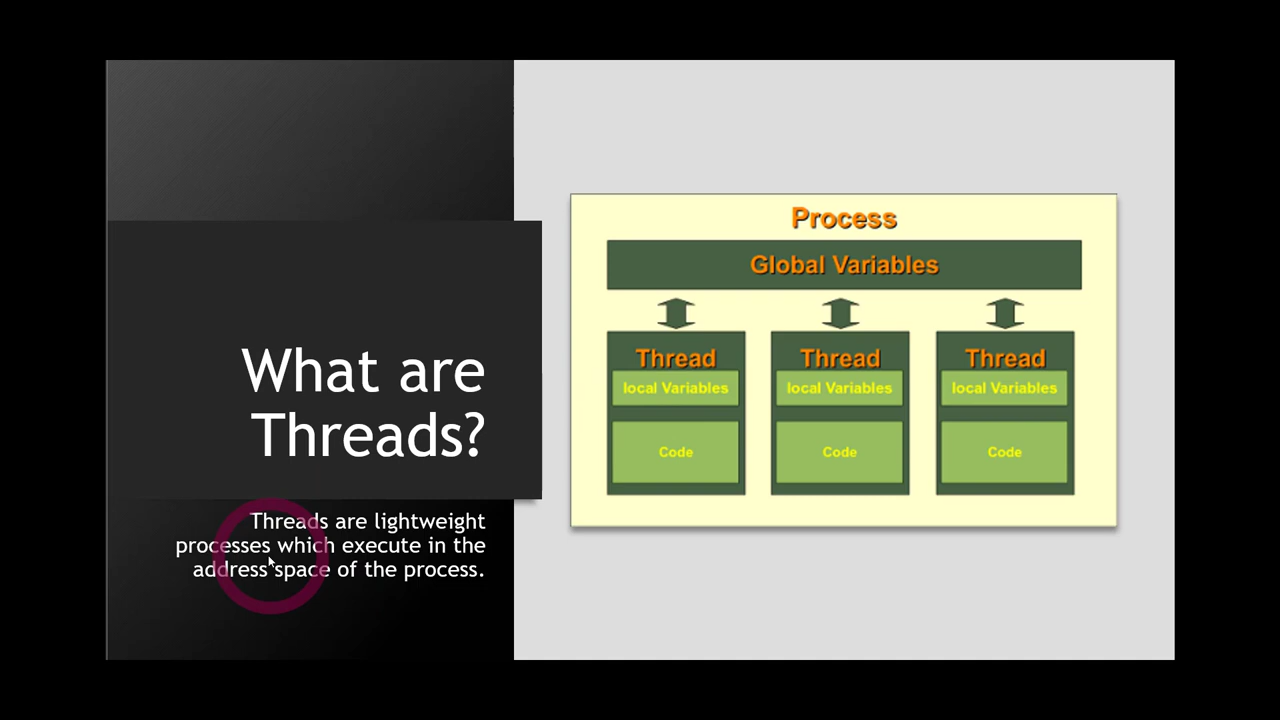 What are
Threads?
Threads are lightweight
processes which execute in the
address space of the process.
Process
Global Variables
Thread
local Variables
Code
Thread
local Variables
Code
Thread
local Variables
Code